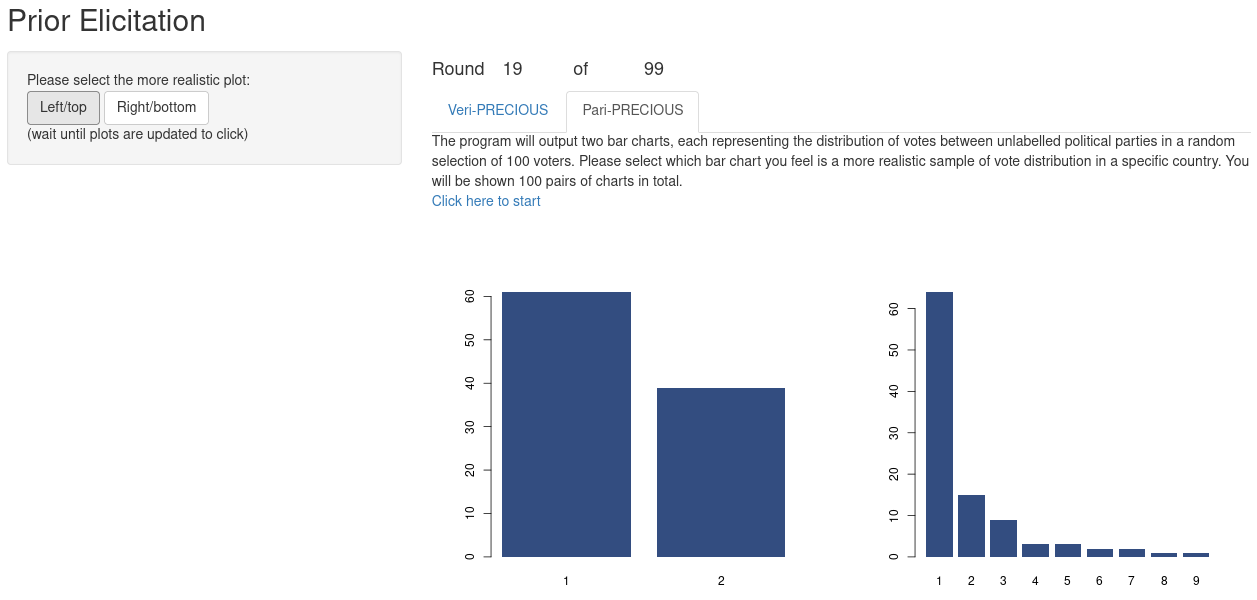 Prior Elicitation
Please select the more realistic plot:
Left/top Right/bottom
(wait until plots are updated to click)
Round 19 of 99
Veri-PRECIOUS Pari-PRECIOUS
The program will output two bar charts, each representing the distribution of votes between unlabelled political parties in a random
selection of 100 voters. Please select which bar chart you feel is a more realistic sample of vote distribution in a specific country. You
will be shown 100 pairs of charts in total.
Click here to start
60
50
40
30
20
10
0
1 2
60
50
40
30
20
10
0
1 2 3 4 5 6 7 8 9